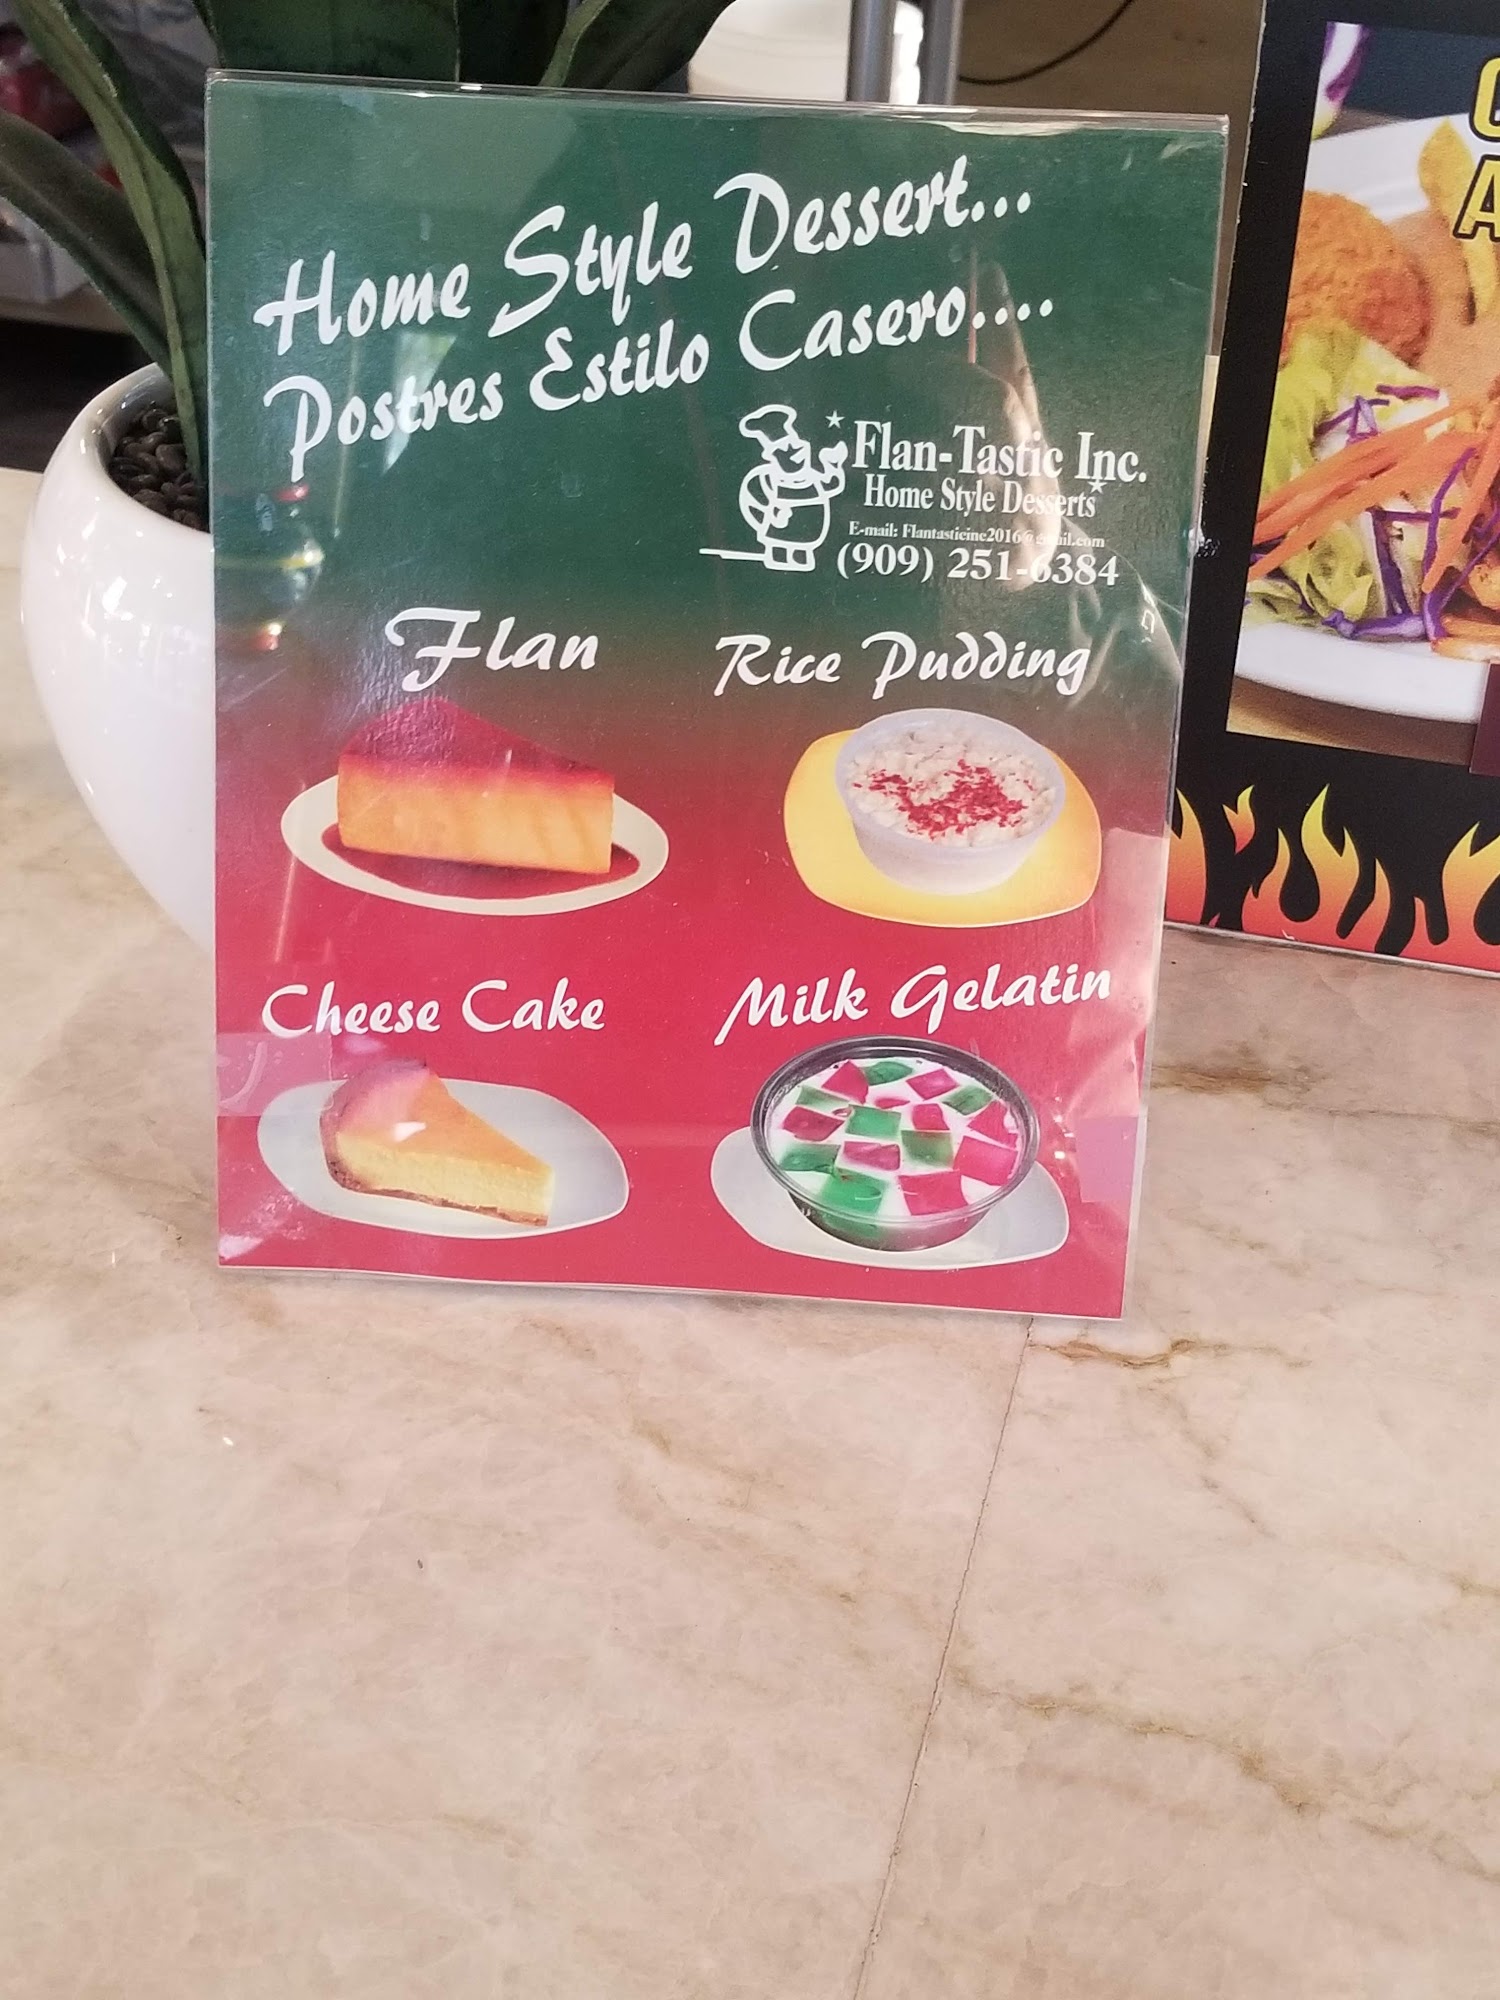 Home Style Dessert...
Postres Estilo Casero....
Flan-Tastic Inc.
Home Style Desserts
(909) 251-6384
Flan
Rice Pudding
Cheese Cake
Milk Gelatin